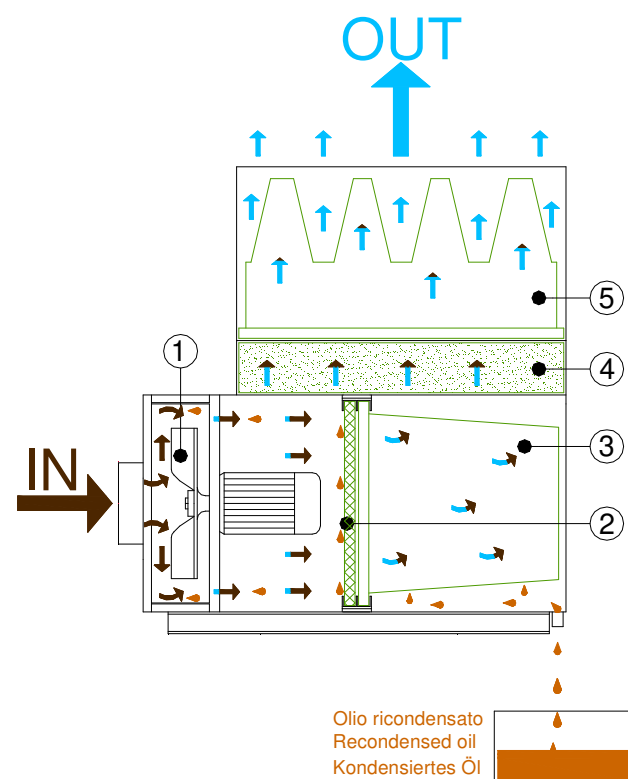 OUT
5
1
4
3
IN
2
Olio ricondensato
Recondensed oil
Kondensiertes Öl